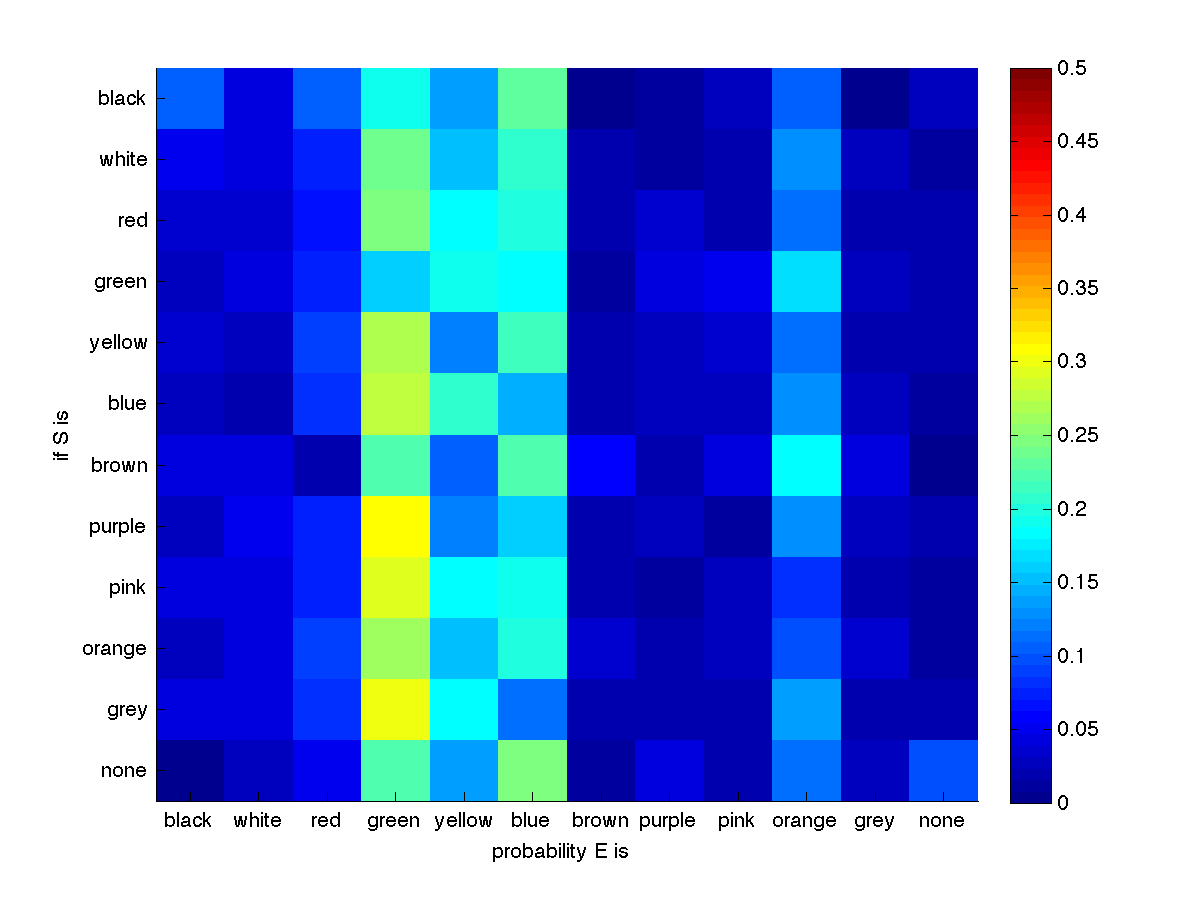 black
white
red
green
yellow
blue
brown
purple
pink
orange
grey
none
if S is
black white red green yellow blue brown purple pink orange grey none
probability E is
0.5
0.45
0.4
0.35
0.3
0.25
0.2
0.15
0.1
0.05
0